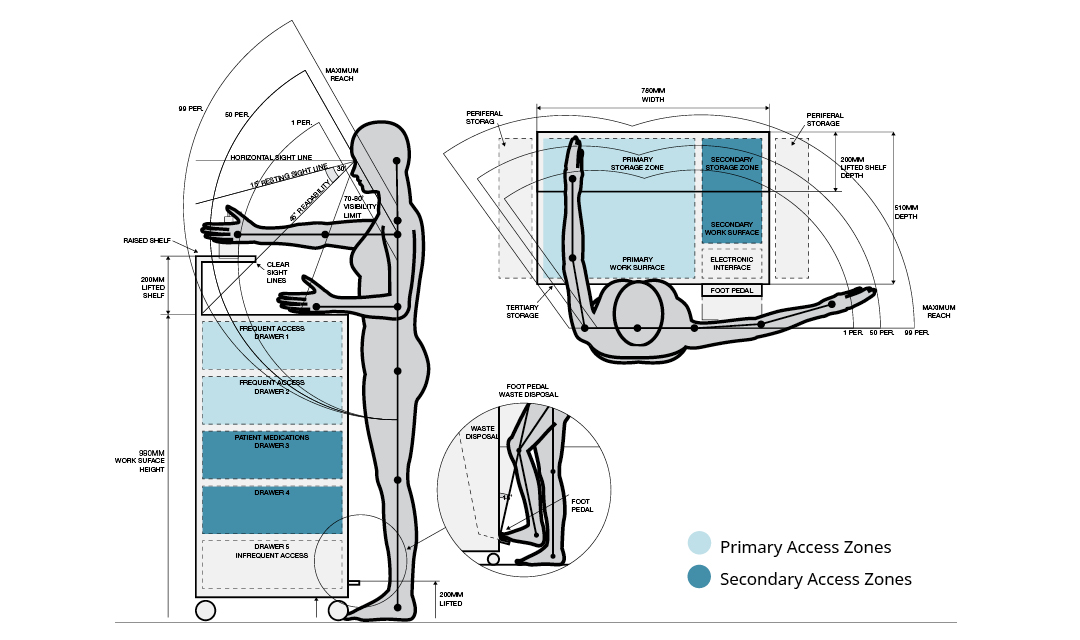 MAXIMUM
REACH
99 PER.
50 PER.
1 PER.
HORIZONTAL SIGHT LINE
15° RESTING SIGHT LINE
30°
45° READABILITY
70-80°
VISIBILITY
LIMIT
RAISED SHELF
CLEAR
SIGHT
LINES
200MM
LIFTED
SHELF
FREQUENT ACCESS
DRAWER 1
FREQUENT ACCESS
DRAWER 2
PATIENT MEDICATIONS
DRAWER 3
990MM
WORK SUFACE
HEIGHT
DRAWER 4
DRAWER 5
INFREQUENT ACCESS
200MM
LIFTED
FOOT PEDAL
WASTE DISPOSAL
WASTE
DISPOSAL
FOOT
PEDAL
780MM
WIDTH
PERIFERAL
STORAG
PERIFERAL
STORAGE
PRIMARY
STORAGE ZONE
SECONDARY
STORAGE ZONE
200MM
LIFTED SHELF
DEPTH
510MM
DEPTH
SECONDARY
WORK SURFACE
PRIMARY
WORK SURFACE
ELECTRONIC
INTERFACE
FOOT PEDAL
TERTIARY
STORAGE
MAXIMUM
REACH
1 PER. 50 PER. 99 PER.
Primary Access Zones
Secondary Access Zones